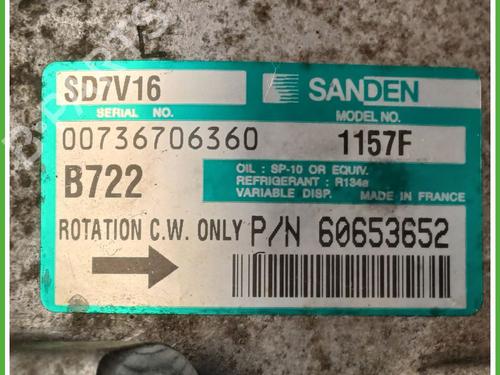 SD7V16
SANDEN
SERIAL NO.
MODEL NO.
00736706360
1157F
B722
OIL : SP-10 OR EQUIV.
REFRIGERANT : R134a
VARIABLE DISP. MADE IN FRANCE
ROTATION C.W. ONLY P/N 60653652